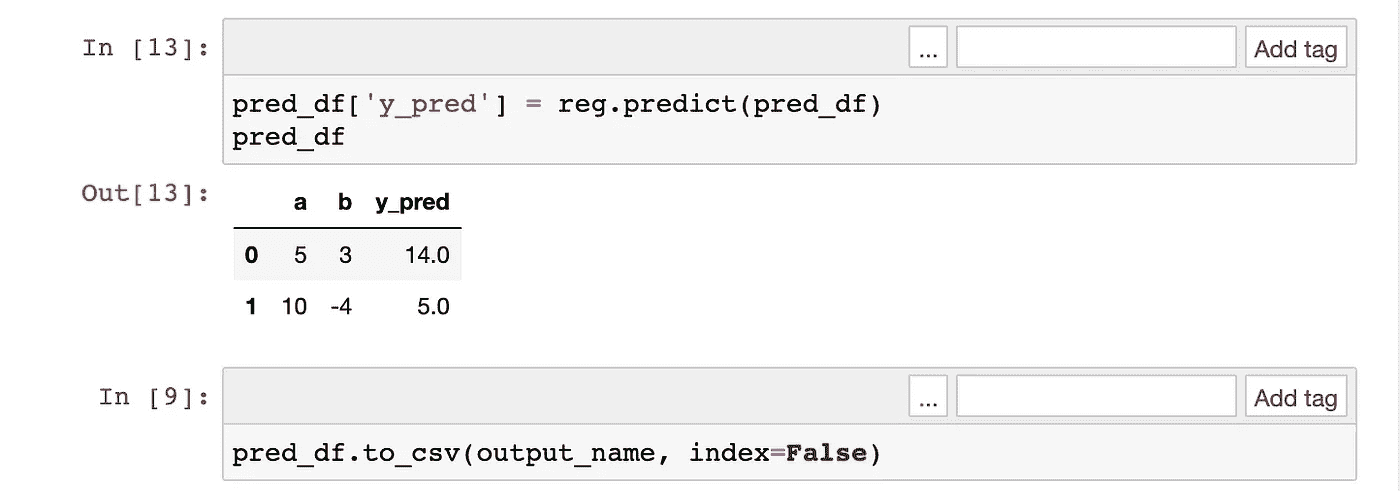 In [13]:
... Add tag
pred_df['y_pred'] = reg.predict(pred_df)
pred_df
Out[13]:
a b y_pred
0 5 3 14.0
1 10 -4 5.0
In [9]:
... Add tag
pred_df.to_csv(output_name, index=False)